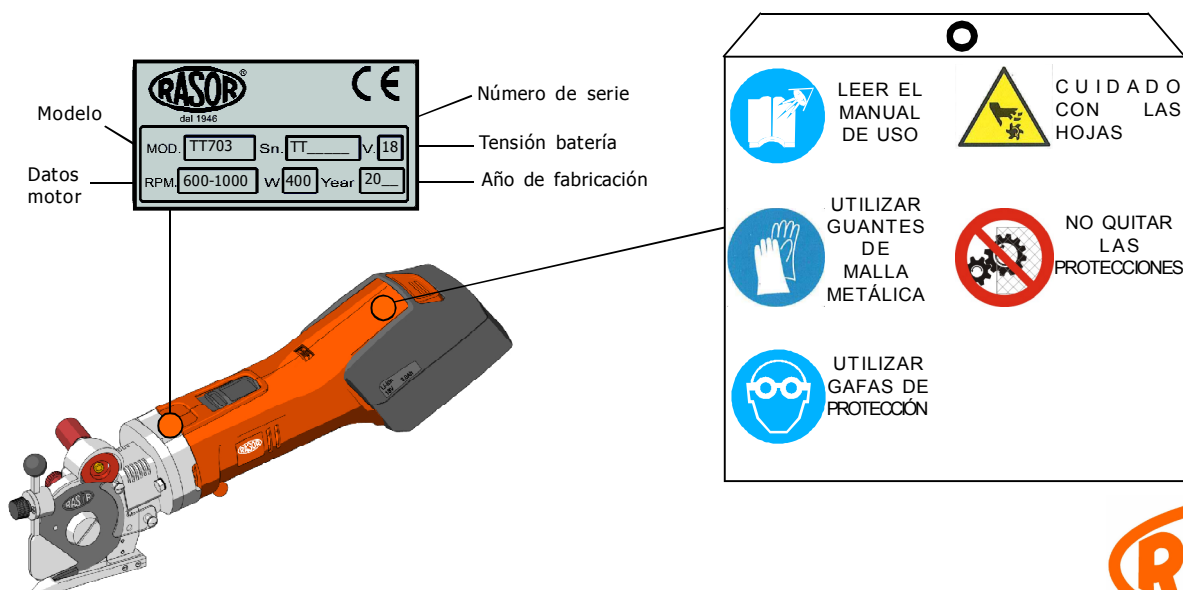 RASOR®
dal 1946
CE
Modelo
Número de serie
MOD. TT703 Sn. TT_____ V. 18
Tensión batería
Datos
motor
RPM. 600-1000 W 400 Year 20__
Año de fabricación
LEER EL
MANUAL
DE USO
CUIDADO
CON LAS
HOJAS
UTILIZAR
GUANTES
DE
MALLA
METÁLICA
NO QUITAR
LAS
PROTECCIONES
UTILIZAR
GAFAS DE
PROTECCIÓN
RASOR
RASOR
R